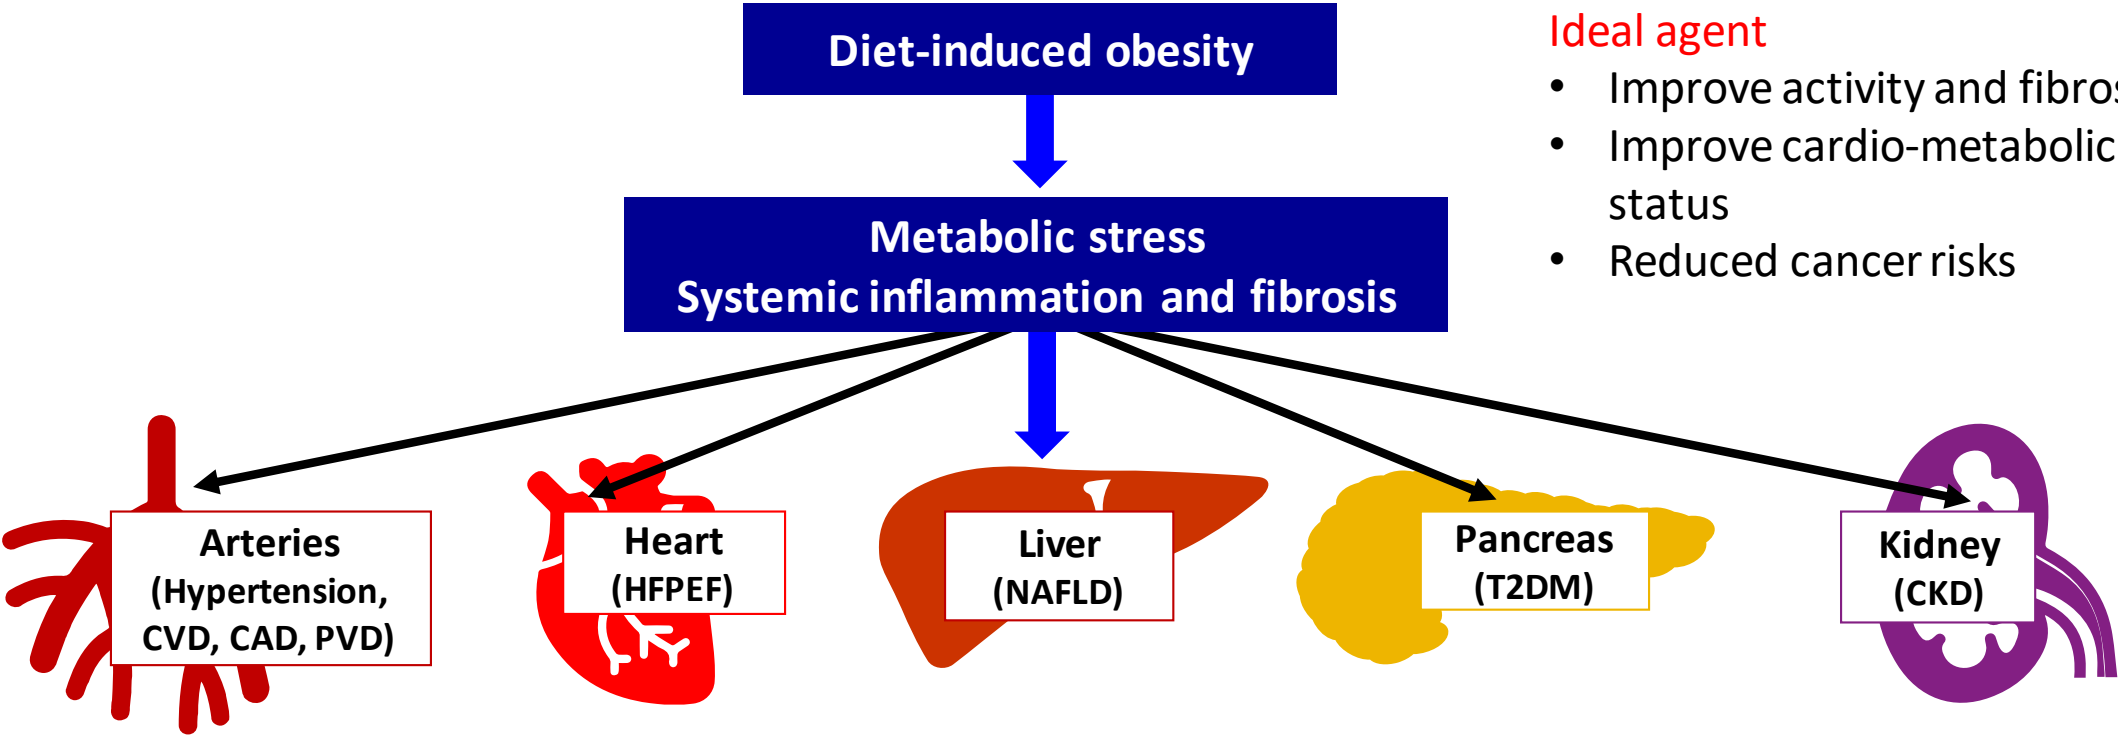 Diet-induced obesity
Metabolic stress
Systemic inflammation and fibrosis
Ideal agent
• Improve activity and
• Improve cardio-metabolic
status
• Reduced cancer risks
Arteries
(Hypertension,
CVD, CAD, PVD)
Heart
(HFPEF)
Liver
(NAFLD)
Pancreas
(T2DM)
Kidney
(CKD)